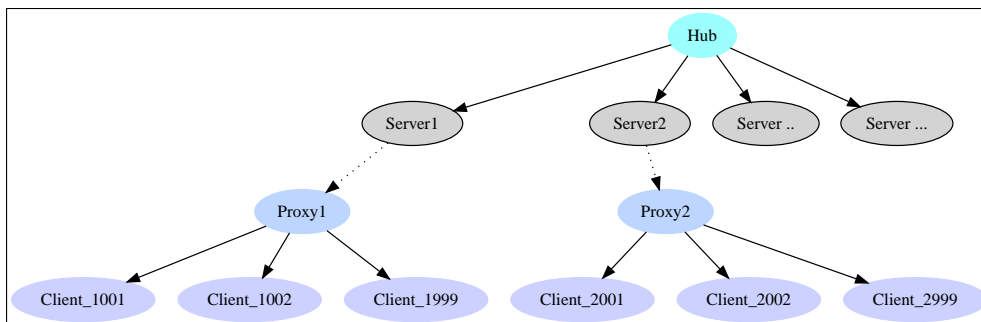 Hub
Server1
Server2
Server ..
Server ...
Proxy1
Proxy2
Client_1001
Client_1002
Client_1999
Client_2001
Client_2002
Client_2999